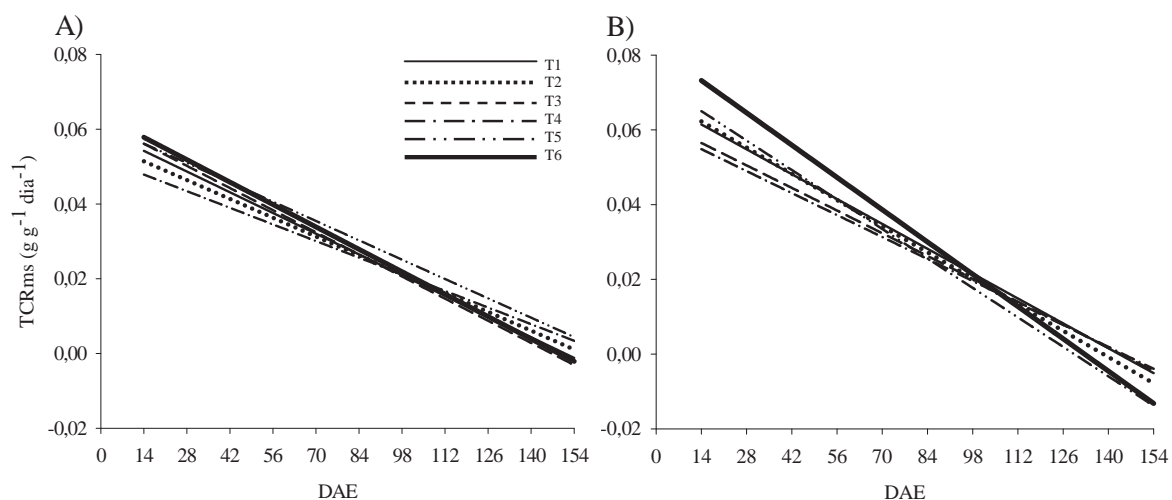 A)
0,08
0,06
0,04
0,02
0,00
-0,02
TCRms (g g⁻¹ dia⁻¹)
T1
T2
T3
T4
T5
T6
0 14 28 42 56 70 84 98 112 126 140 154
DAE
B)
0,08
0,06
0,04
0,02
0,00
-0,02
0 14 28 42 56 70 84 98 112 126 140 154
DAE